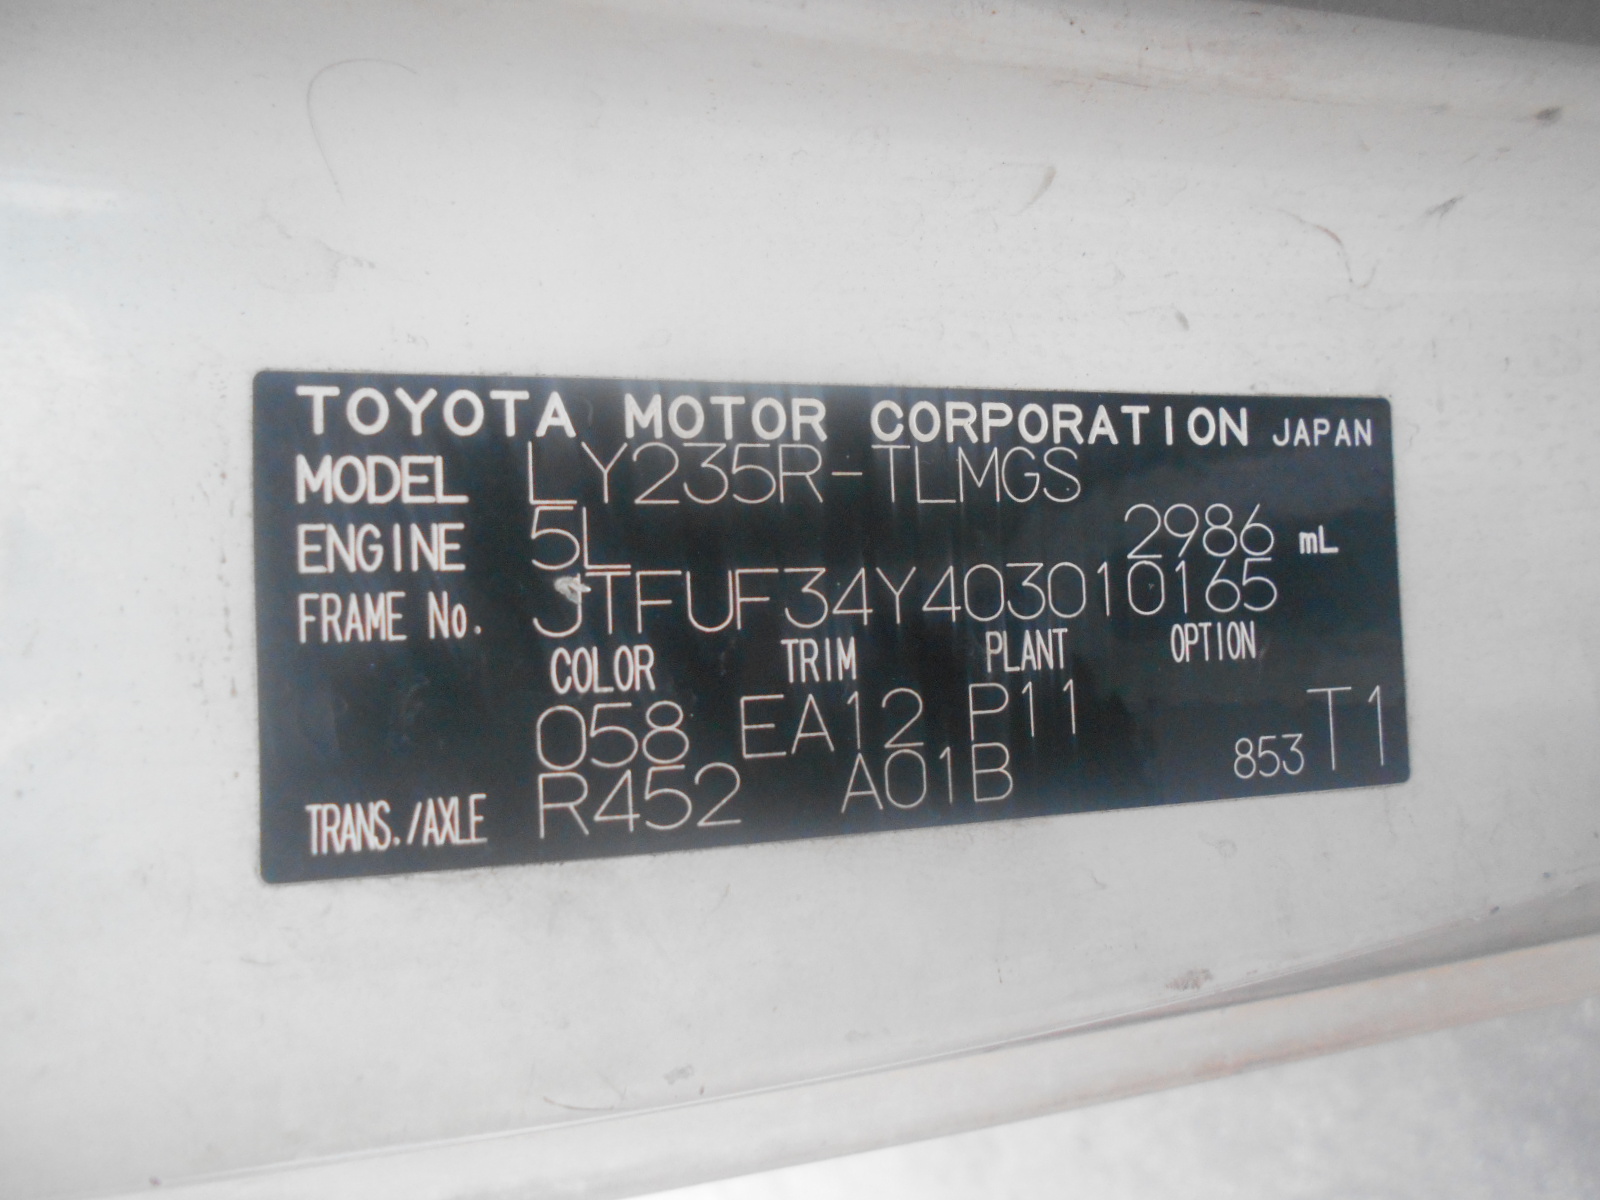 TOYOTA MOTOR CORPORATION JAPAN
MODEL LY235R-TLMGS
ENGINE 5L 2986 mL
FRAME No. JTFUF34Y403010165
COLOR TRIM PLANT OPTION
058 EA12 P11
TRANS./AXLE R452 A01B 853 T1